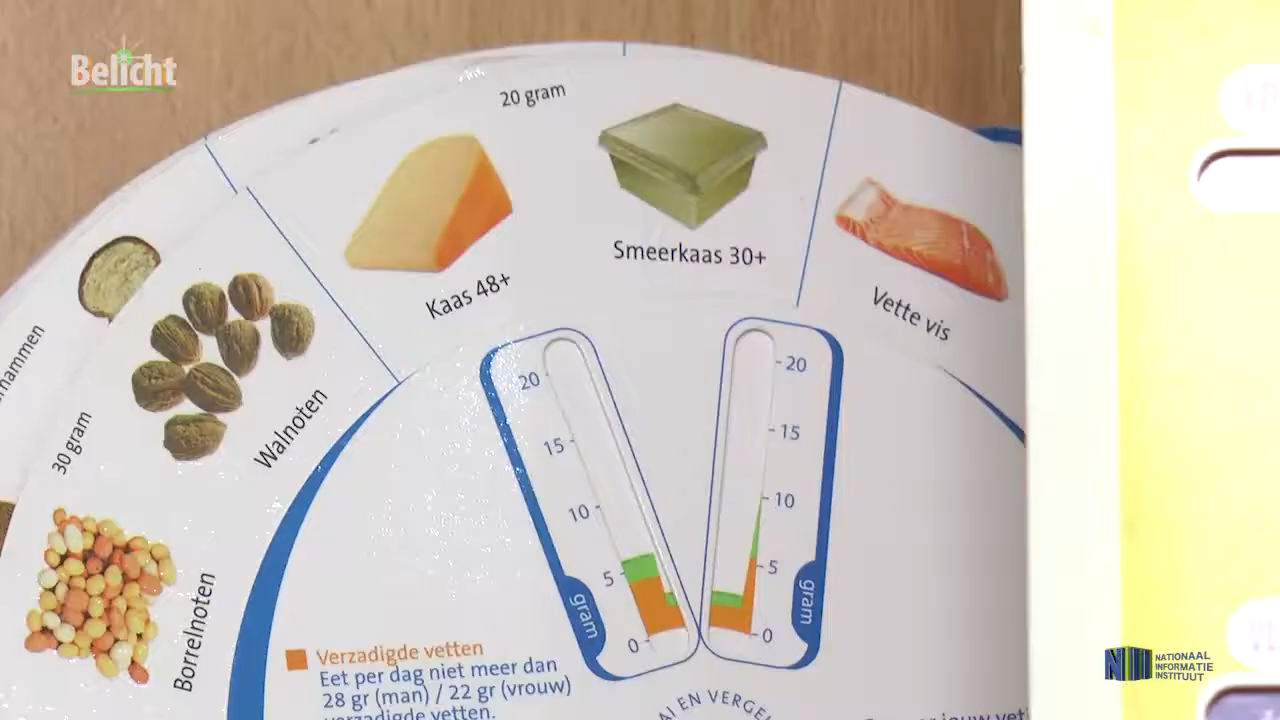 Belicht
20 gram
Kaas 48+
Smeerkaas 30+
Vette vis
30 gram
Walnoten
Borrelnoten
20
15
10
5
0
gram
20
15
10
5
0
gram
Verzadigde vetten
Eet per dag niet meer dan
28 gr (man) / 22 gr (vrouw)
verzadigde vetten.
NATIONAAL
INFORMATIE
INSTITUUT